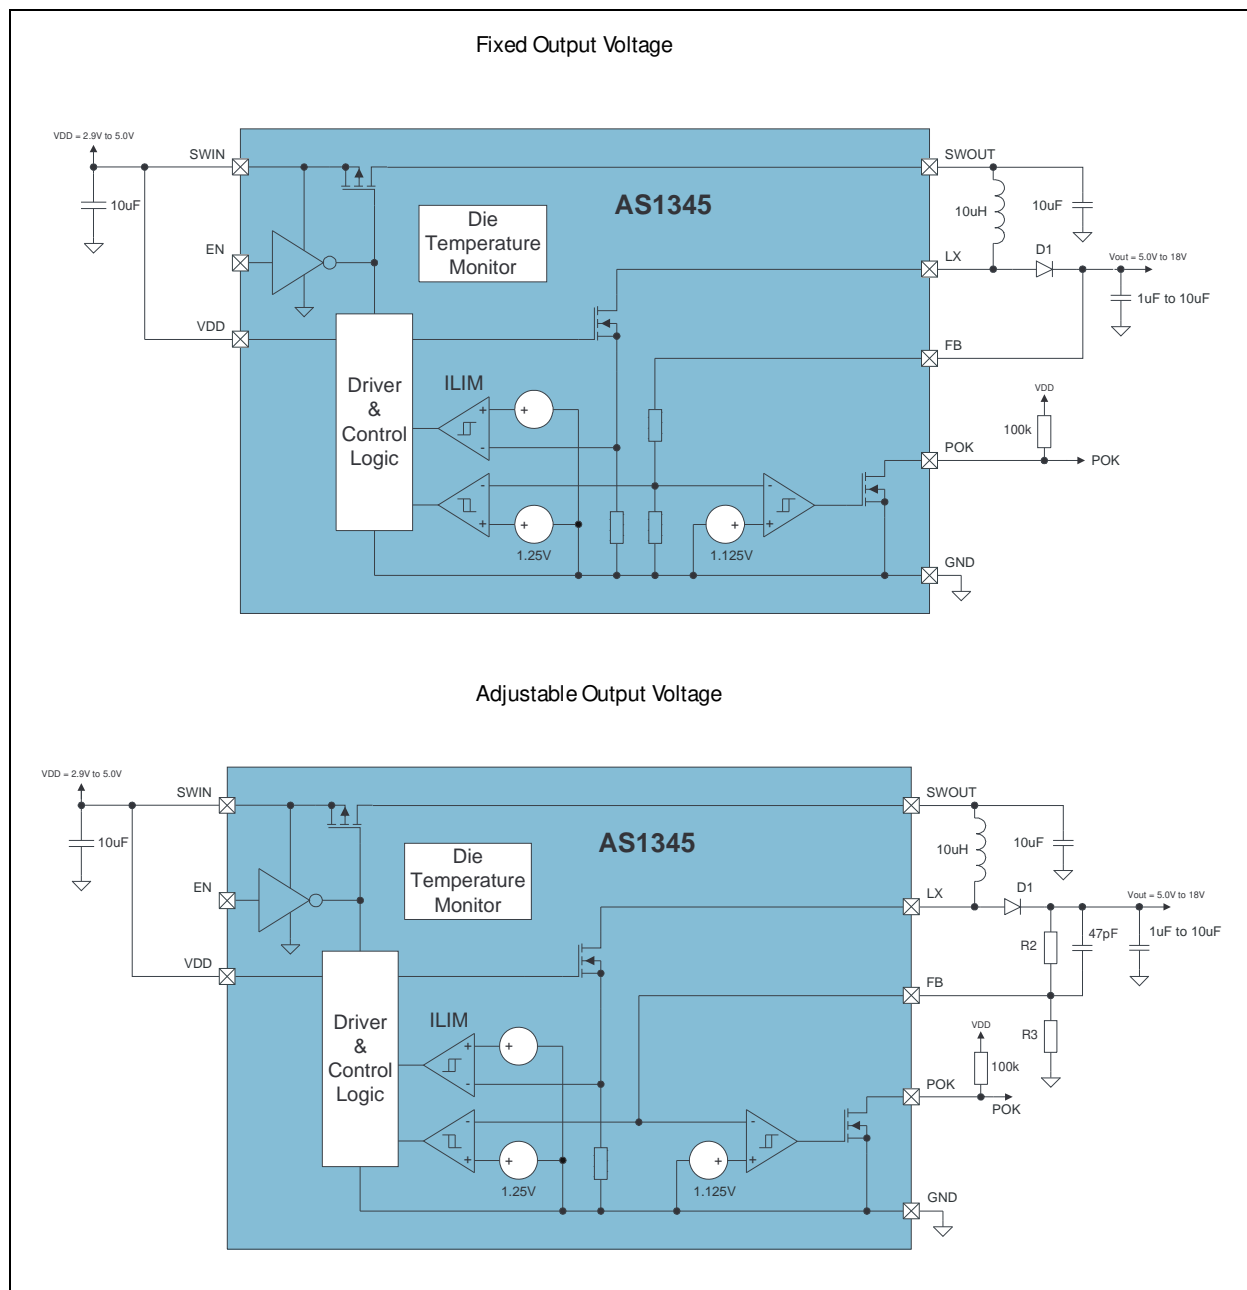 Fixed Output Voltage
VDD = 2.9V to 5.0V
SWIN
SWOUT
10uF
AS1345
Die
Temperature
Monitor
10uH
10uF
EN
LX
D1
Vout = 5.0V to 18V
1uF to 10uF
VDD
FB
Driver
&
Control
Logic
ILIM
+
+
-
VDD
100k
POK
POK
-
+
+
1.25V
-
+
+
1.125V
GND
Adjustable Output Voltage
VDD = 2.9V to 5.0V
SWIN
SWOUT
10uF
AS1345
Die
Temperature
Monitor
10uH
10uF
EN
LX
D1
Vout = 5.0V to 18V
R2
47pF
1uF to 10uF
VDD
FB
Driver
&
Control
Logic
ILIM
+
+
-
R3
VDD
100k
POK
POK
-
+
+
1.25V
-
+
+
1.125V
GND